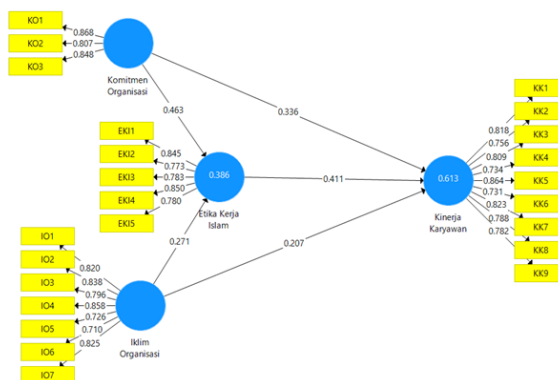 KO1
KO2
KO3
0.868
0.807
0.848
Komitmen
Organisasi
0.463
0.336
EKI1
EKI2
EKI3
EKI4
EKI5
0.845
0.773
0.783
0.850
0.780
0.386
Etika Kerja
Islam
0.411
0.271
0.207
IO1
IO2
IO3
IO4
IO5
IO6
IO7
0.820
0.838
0.796
0.858
0.726
0.710
0.825
Iklim
Organisasi
0.613
Kinerja
Karyawan
0.818
0.756
0.809
0.734
0.864
0.731
0.823
0.788
0.782
KK1
KK2
KK3
KK4
KK5
KK6
KK7
KK8
KK9